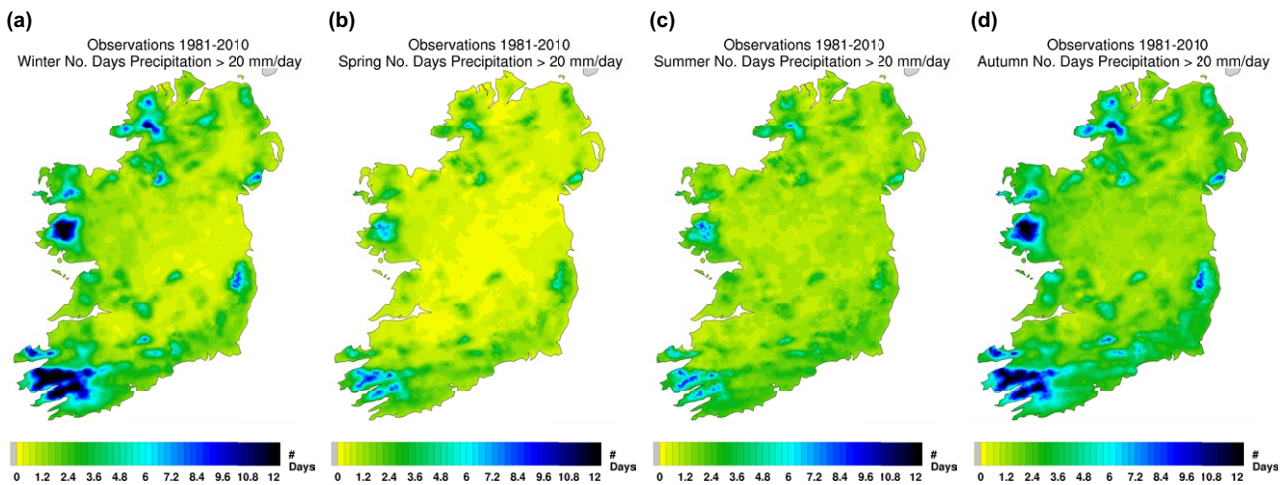 (a)
Observations 1981-2010
Winter No. Days Precipitation > 20 mm/day
(b)
Observations 1981-2010
Spring No. Days Precipitation > 20 mm/day
(c)
Observations 1981-2010
Summer No. Days Precipitation > 20 mm/day
(d)
Observations 1981-2010
Autumn No. Days Precipitation > 20 mm/day
0 1.2 2.4 3.6 4.8 6 7.2 8.4 9.6 10.8 12
# Days
0 1.2 2.4 3.6 4.8 6 7.2 8.4 9.6 10.8 12
# Days
0 1.2 2.4 3.6 4.8 6 7.2 8.4 9.6 10.8 12
# Days
0 1.2 2.4 3.6 4.8 6 7.2 8.4 9.6 10.8 12
# Days